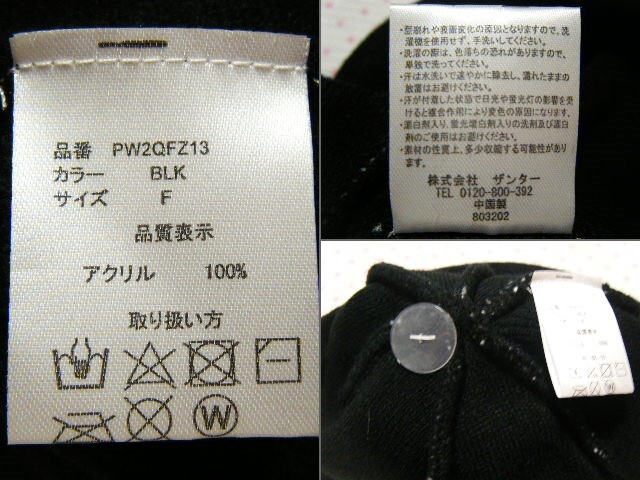 品番 PW2QFZ13
カラー BLK
サイズ F
品質表示
アクリル 100%
取り扱い方
W
・型崩れや表面変化の原因となりますので、洗
濯機を使用せず、手洗いしてください。
・洗濯の際は、色落ちの恐れがありますので、
単独で洗ってください。
・汗は水洗いで速やかに除去し、濡れたままの
放置はお避けください。
・汗が付着した状態で日光や蛍光灯の影響を受
けると複合作用により変色の原因になります。
・漂白剤入り、蛍光増白剤入りの洗剤及び漂白
剤のご使用はお避けください。
・素材の性質上、多少収縮する可能性があり
ます。
株式会社 ザンター
TEL 0120-800-392
中国製
803202